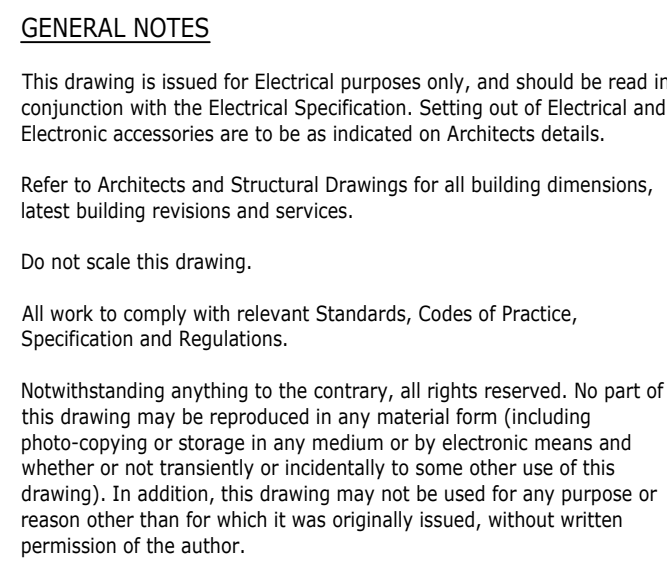 GENERAL NOTES
This drawing is issued for Electrical purposes only, and should be read in
conjunction with the Electrical Specification. Setting out of Electrical and
Electronic accessories are to be as indicated on Architects details.
Refer to Architects and Structural Drawings for all building dimensions,
latest building revisions and services.
Do not scale this drawing.
All work to comply with relevant Standards, Codes of Practice,
Specification and Regulations.
Notwithstanding anything to the contrary, all rights reserved. No part of
this drawing may be reproduced in any material form (including
photo-copying or storage in any medium or by electronic means and
whether or not transiently or incidentally to some other use of this
drawing). In addition, this drawing may not be used for any purpose or
reason other than for which it was originally issued, without written
permission of the author.